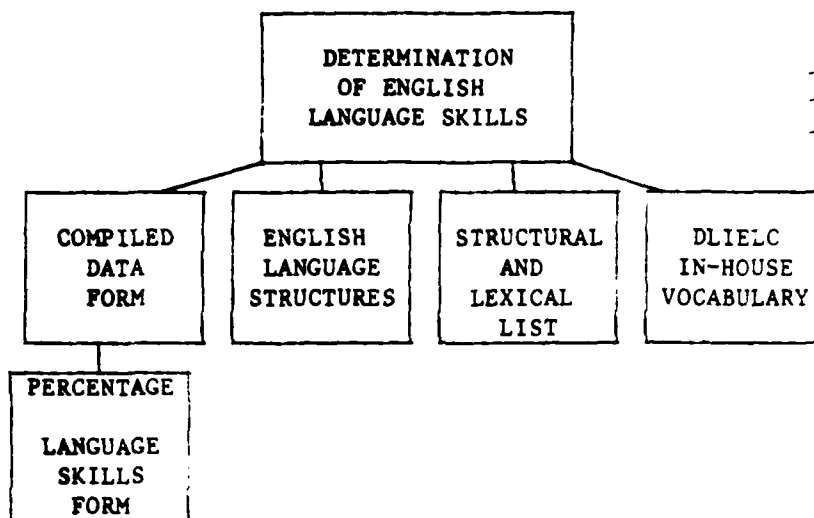 DETERMINATION
OF ENGLISH
LANGUAGE SKILLS
COMPILED
DATA
FORM
ENGLISH
LANGUAGE
STRUCTURES
STRUCTURAL
AND
LEXICAL
LIST
DLIELC
IN-HOUSE
VOCABULARY
PERCENTAGE
LANGUAGE
SKILLS
FORM